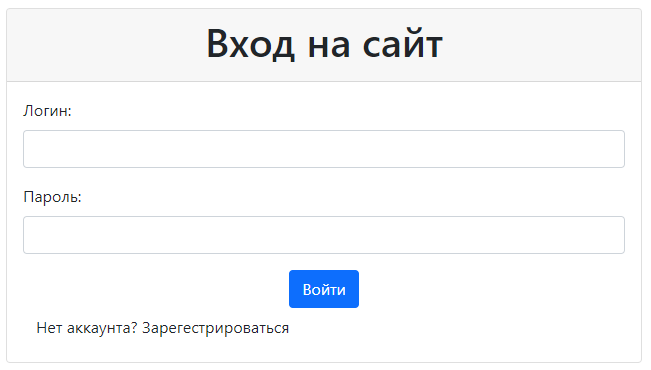 Вход на сайт
Логин:
Пароль:
Войти
Нет аккаунта? Зарегестрироваться